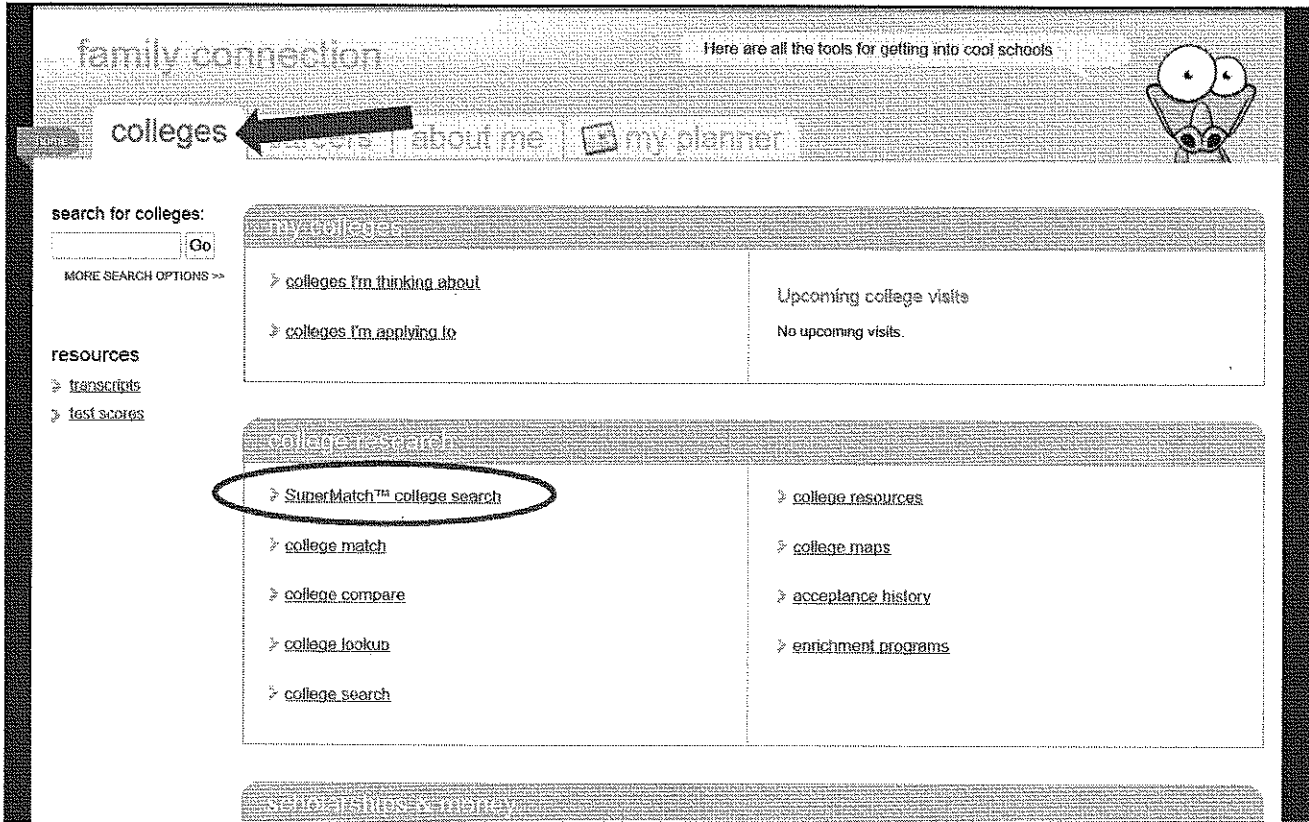 family connection
Here are all the tools for getting into cool schools
colleges
careers
about me
my planner
search for colleges:
Go
MORE SEARCH OPTIONS >>
resources
transcripts
test scores
my colleges
colleges I'm thinking about
colleges I'm applying to
Upcoming college visits
No upcoming visits.
college research
SuperMatch™ college search
college match
college compare
college lookup
college search
college resources
college maps
acceptance history
enrichment programs
scholarships & money